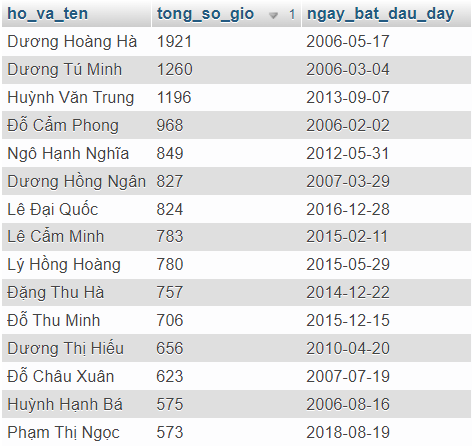 ho_va_ten tong_so_gio 1 ngay_bat_dau_day
Dương Hoàng Hà 1921 2006-05-17
Dương Tú Minh 1260 2006-03-04
Huỳnh Văn Trung 1196 2013-09-07
Đỗ Cẩm Phong 968 2006-02-02
Ngô Hạnh Nghĩa 849 2012-05-31
Dương Hồng Ngân 827 2007-03-29
Lê Đại Quốc 824 2016-12-28
Lê Cẩm Minh 783 2015-02-11
Lý Hồng Hoàng 780 2015-05-29
Đặng Thu Hà 757 2014-12-22
Đỗ Thu Minh 706 2015-12-15
Dương Thị Hiếu 656 2010-04-20
Đỗ Châu Xuân 623 2007-07-19
Huỳnh Hạnh Bá 575 2006-08-16
Phạm Thị Ngọc 573 2018-08-19